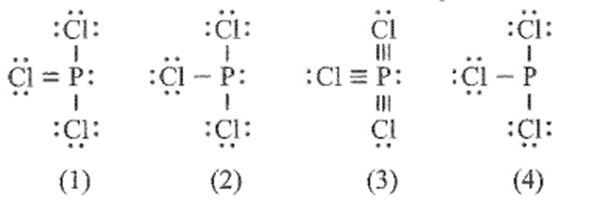 :Cl: :Cl: Cl :Cl:
Cl = P: :Cl – P: :Cl ≡ P: :Cl – P
:Cl: :Cl: Cl :Cl:
(1) (2) (3) (4)